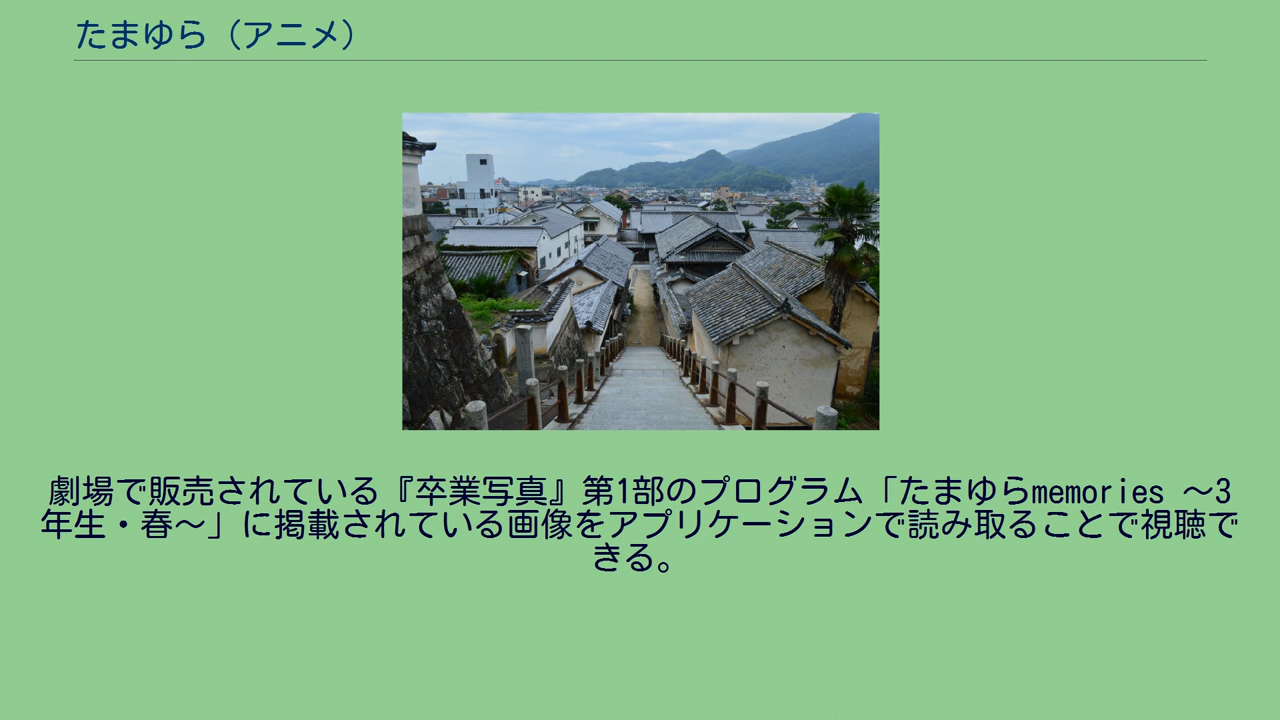 たまゆら（アニメ）
劇場で販売されている『卒業写真』第1部のプログラム「たまゆらmemories ～3
年生・春～」に掲載されている画像をアプリケーションで読み取ることで視聴で
きる。